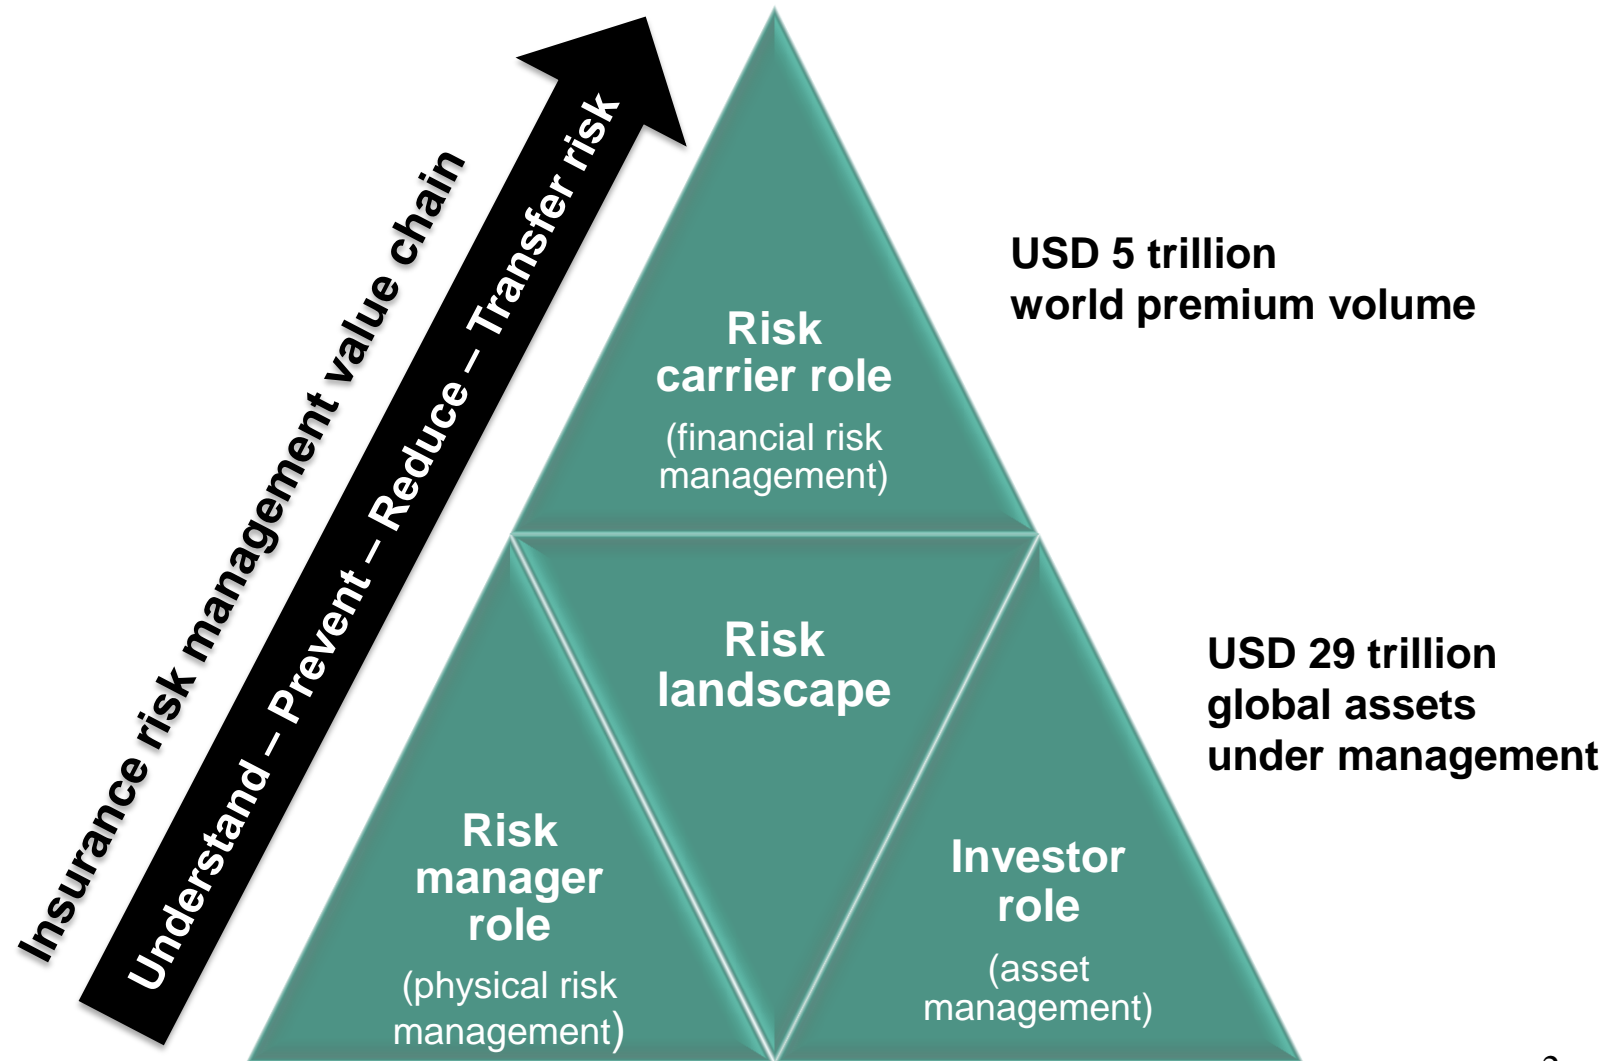 Insurance risk management value chain
Understand – Prevent – Reduce – Transfer risk
Risk
carrier role
(financial risk
management)
USD 5 trillion
world premium volume
Risk
landscape
USD 29 trillion
global assets
under management
Risk
manager
role
(physical risk
management)
Investor
role
(asset
management)